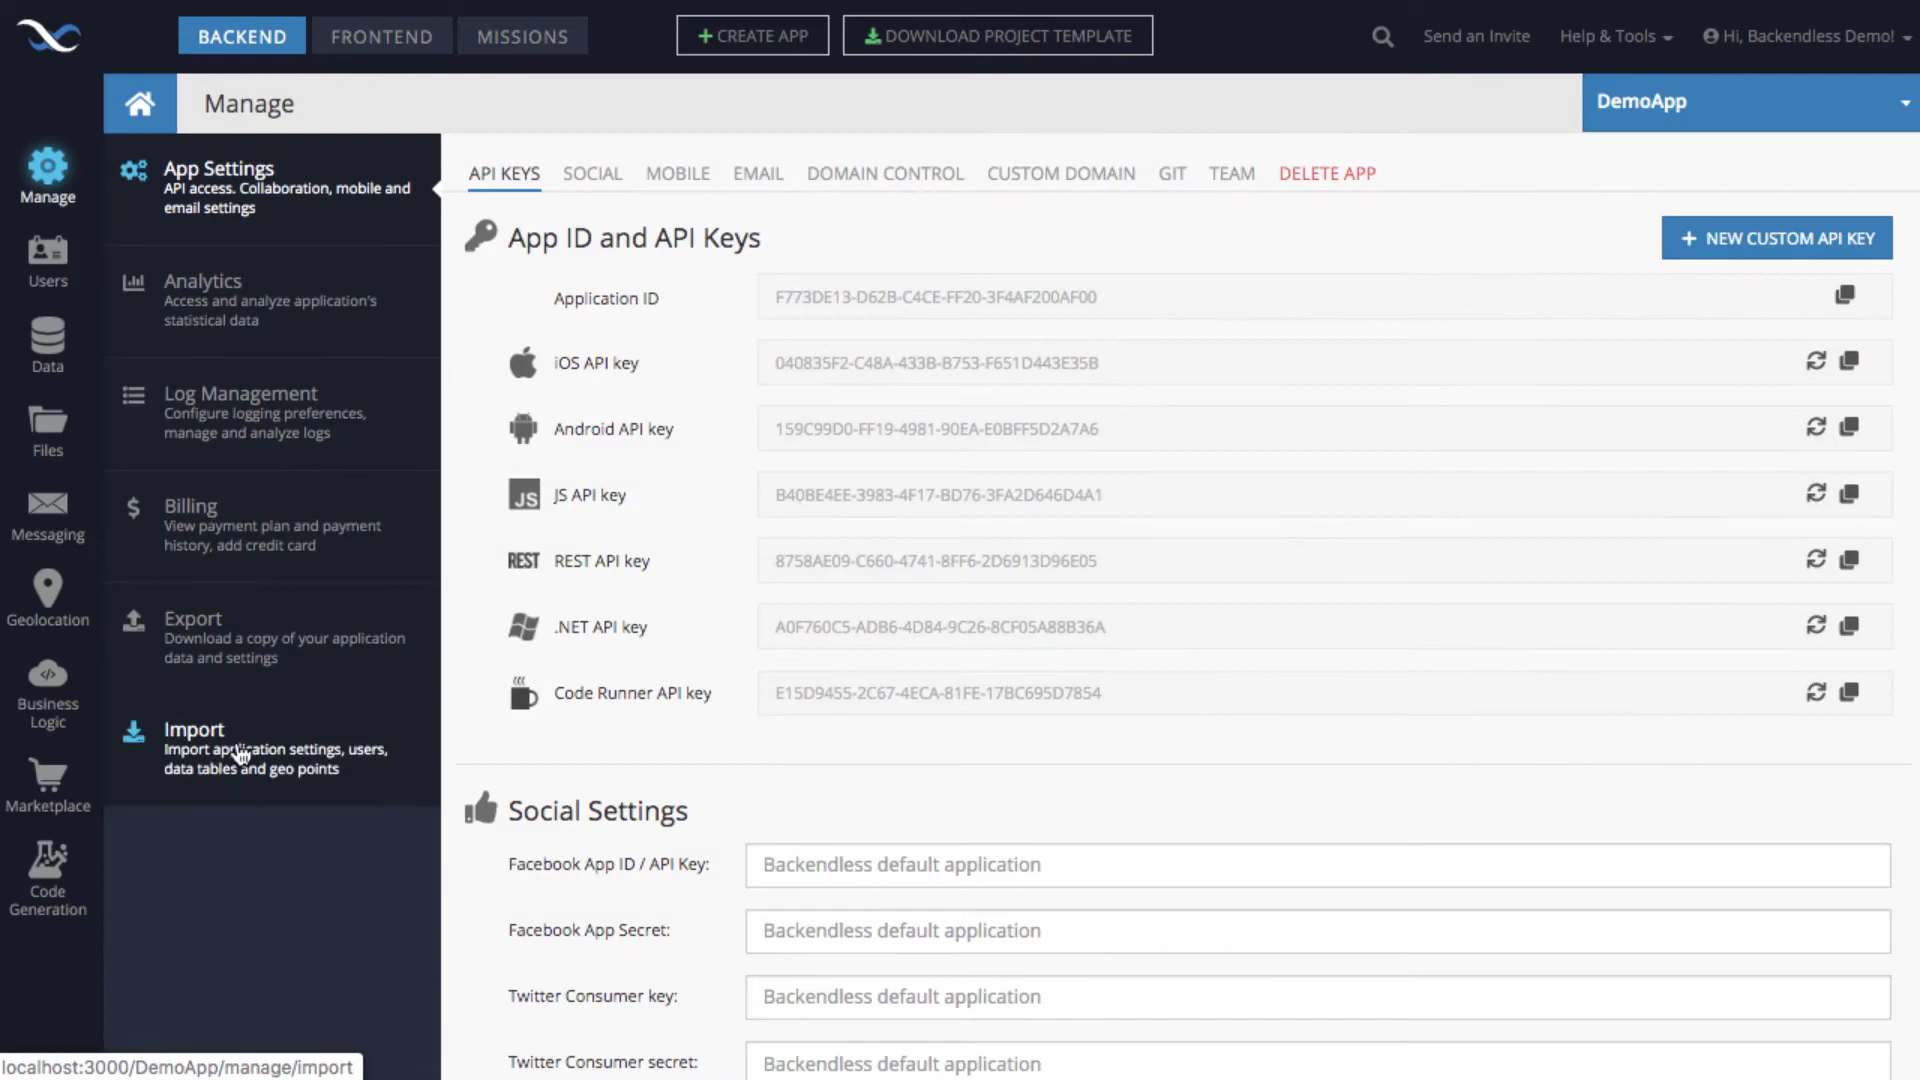 BACKEND
FRONTEND
MISSIONS
+ CREATE APP
DOWNLOAD PROJECT TEMPLATE
Send an Invite
Help & Tools
Hi, Backendless Demo!
Manage
DemoApp
Manage
Users
Data
Files
Messaging
Geolocation
Business
Logic
Marketplace
Code
Generation
App Settings
API access. Collaboration, mobile and
email settings
Analytics
Access and analyze application's
statistical data
Log Management
Configure logging preferences,
manage and analyze logs
$
Billing
View payment plan and payment
history, add credit card
Export
Download a copy of your application
data and settings
Import
Import application settings, users,
data tables and geo points
API KEYS
SOCIAL
MOBILE
EMAIL
DOMAIN CONTROL
CUSTOM DOMAIN
GIT
TEAM
DELETE APP
App ID and API Keys
+ NEW CUSTOM API KEY
Application ID
F773DE13-D62B-C4CE-FF20-3F4AF200AF00
iOS API key
040835F2-C48A-433B-B753-F651D443E35B
Android API key
159C99D0-FF19-4981-90EA-E0BFF5D2A7A6
JS
JS API key
B40BE4EE-3983-4F17-BD76-3FA2D646D4A1
REST
REST API key
8758AE09-C660-4741-8FF6-2D6913D96E05
.NET API key
A0F760C5-ADB6-4D84-9C26-8CF05A88B36A
Code Runner API key
E15D9455-2C67-4ECA-81FE-17BC695D7854
Social Settings
Facebook App ID / API Key:
Backendless default application
Facebook App Secret:
Backendless default application
Twitter Consumer key:
Backendless default application
Twitter Consumer secret:
Backendless default application
localhost:3000/DemoApp/manage/import